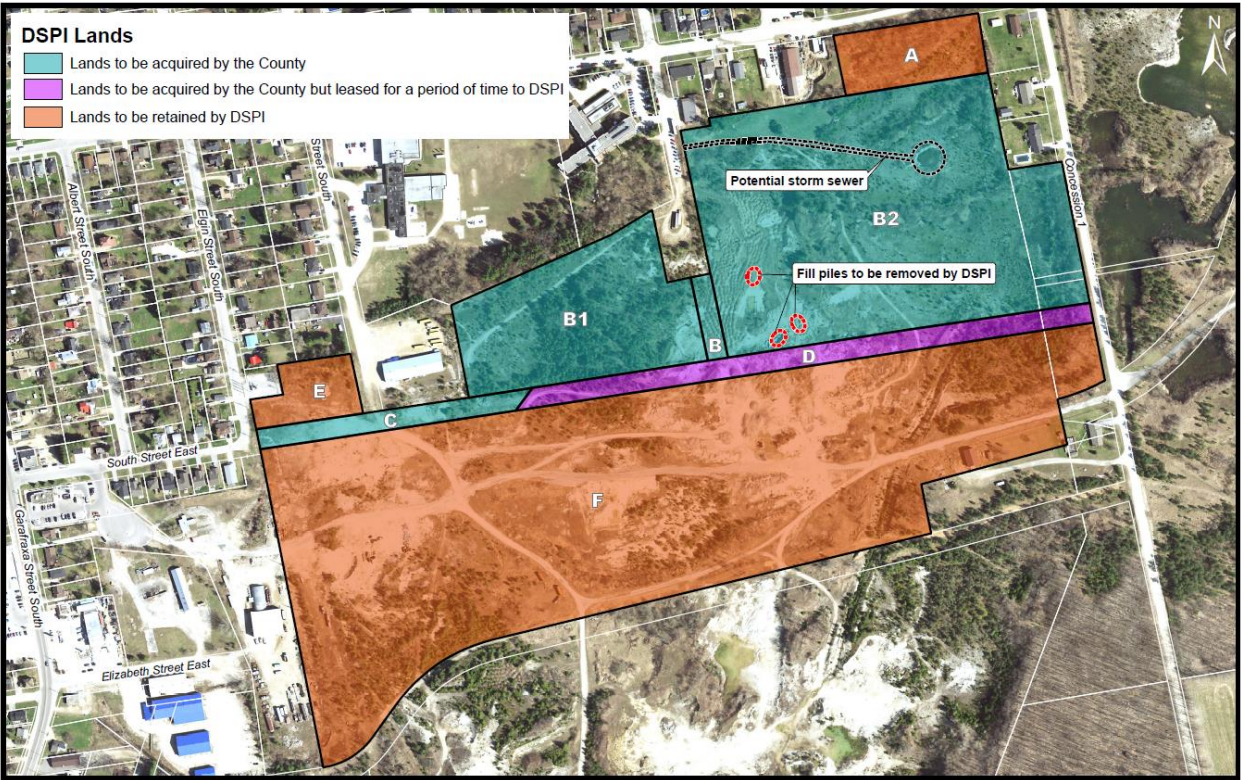 DSPI Lands
Lands to be acquired by the County
Lands to be acquired by the County but leased for a period of time to DSPI
Lands to be retained by DSPI
N
A
Street South
Albert Street South
Elgin Street South
Concession 1
Potential storm sewer
B2
Fill piles to be removed by DSPI
B1
B
D
E
C
South Street East
F
Garafraxa Street South
Elizabeth Street East